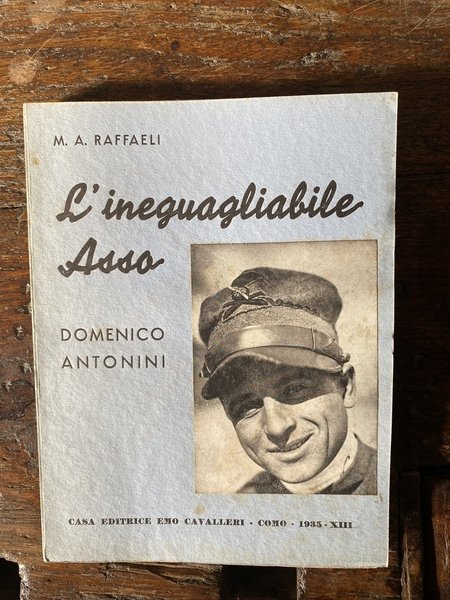 M. A. RAFFAELI
L'ineguagliabile
Asso
DOMENICO
ANTONINI
CASA EDITRICE EMO CAVALLERI - COMO - 1935 - XIII